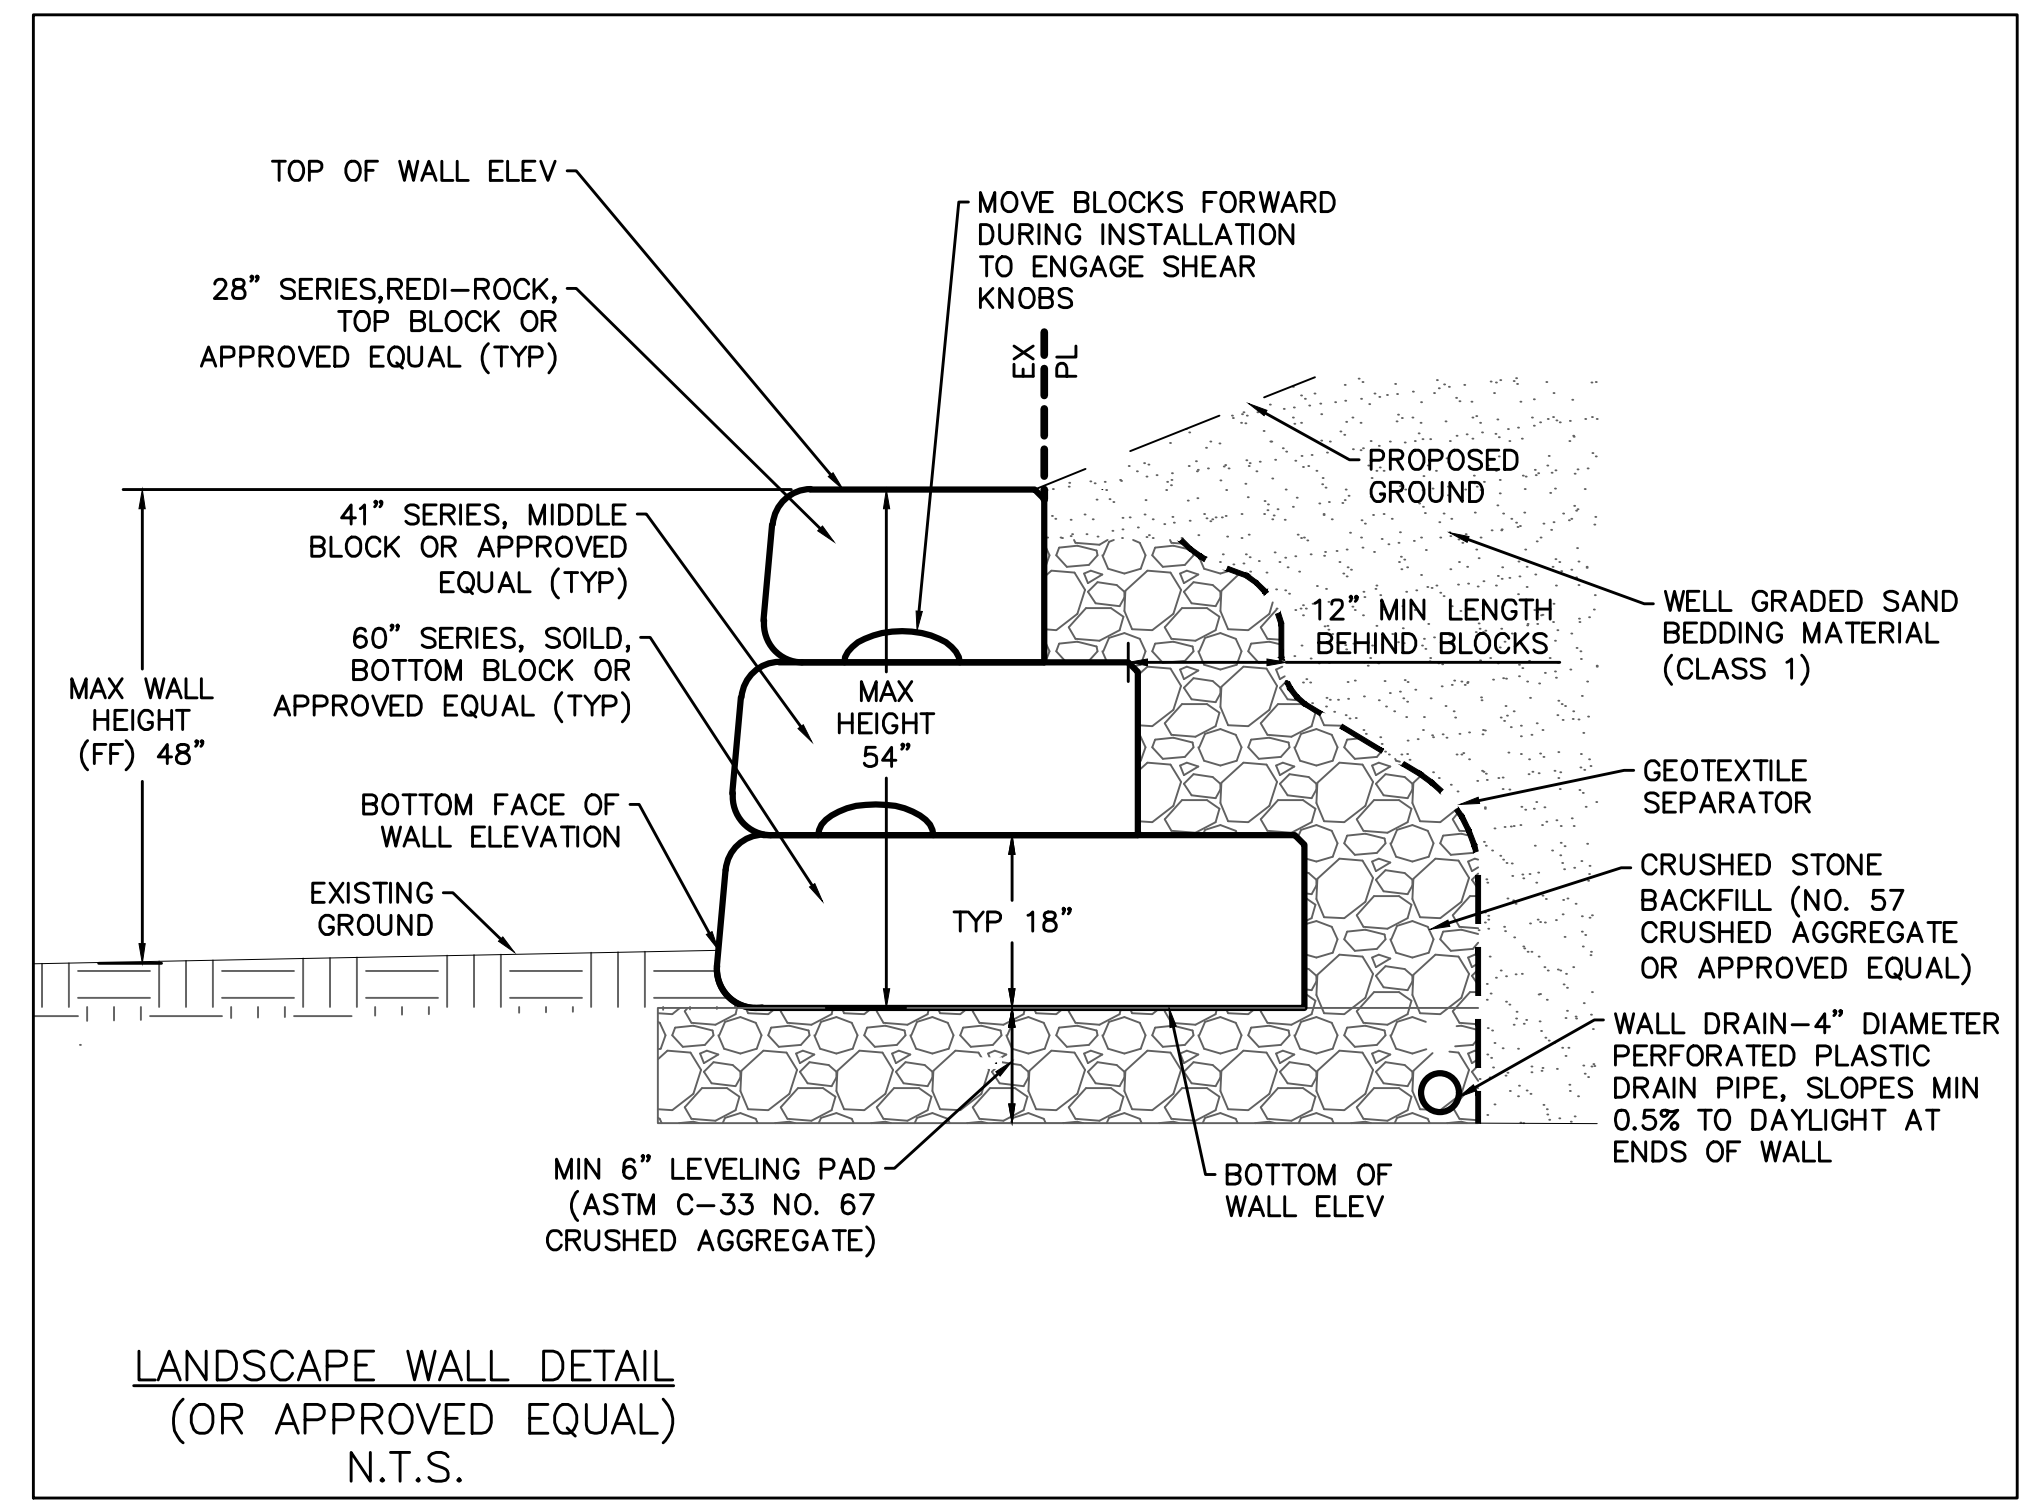 TOP OF WALL ELEV
MOVE BLOCKS FORWARD
DURING INSTALLATION
TO ENGAGE SHEAR
KNOBS
28" SERIES,REDI-ROCK,
TOP BLOCK OR
APPROVED EQUAL (TYP)
EX
PL
PROPOSED
GROUND
41" SERIES, MIDDLE
BLOCK OR APPROVED
EQUAL (TYP)
12" MIN LENGTH
BEHIND BLOCKS
WELL GRADED SAND
BEDDING MATERIAL
(CLASS 1)
60" SERIES, SOILD,
BOTTOM BLOCK OR
APPROVED EQUAL (TYP)
MAX WALL
HEIGHT
(FF) 48"
MAX
HEIGHT
54"
GEOTEXTILE
SEPARATOR
BOTTOM FACE OF
WALL ELEVATION
CRUSHED STONE
BACKFILL (NO. 57
CRUSHED AGGREGATE
OR APPROVED EQUAL)
EXISTING
GROUND
TYP 18"
WALL DRAIN-4" DIAMETER
PERFORATED PLASTIC
DRAIN PIPE, SLOPES MIN
0.5% TO DAYLIGHT AT
ENDS OF WALL
MIN 6" LEVELING PAD
(ASTM C-33 NO. 67
CRUSHED AGGREGATE)
BOTTOM OF
WALL ELEV
LANDSCAPE WALL DETAIL
(OR APPROVED EQUAL)
N.T.S.